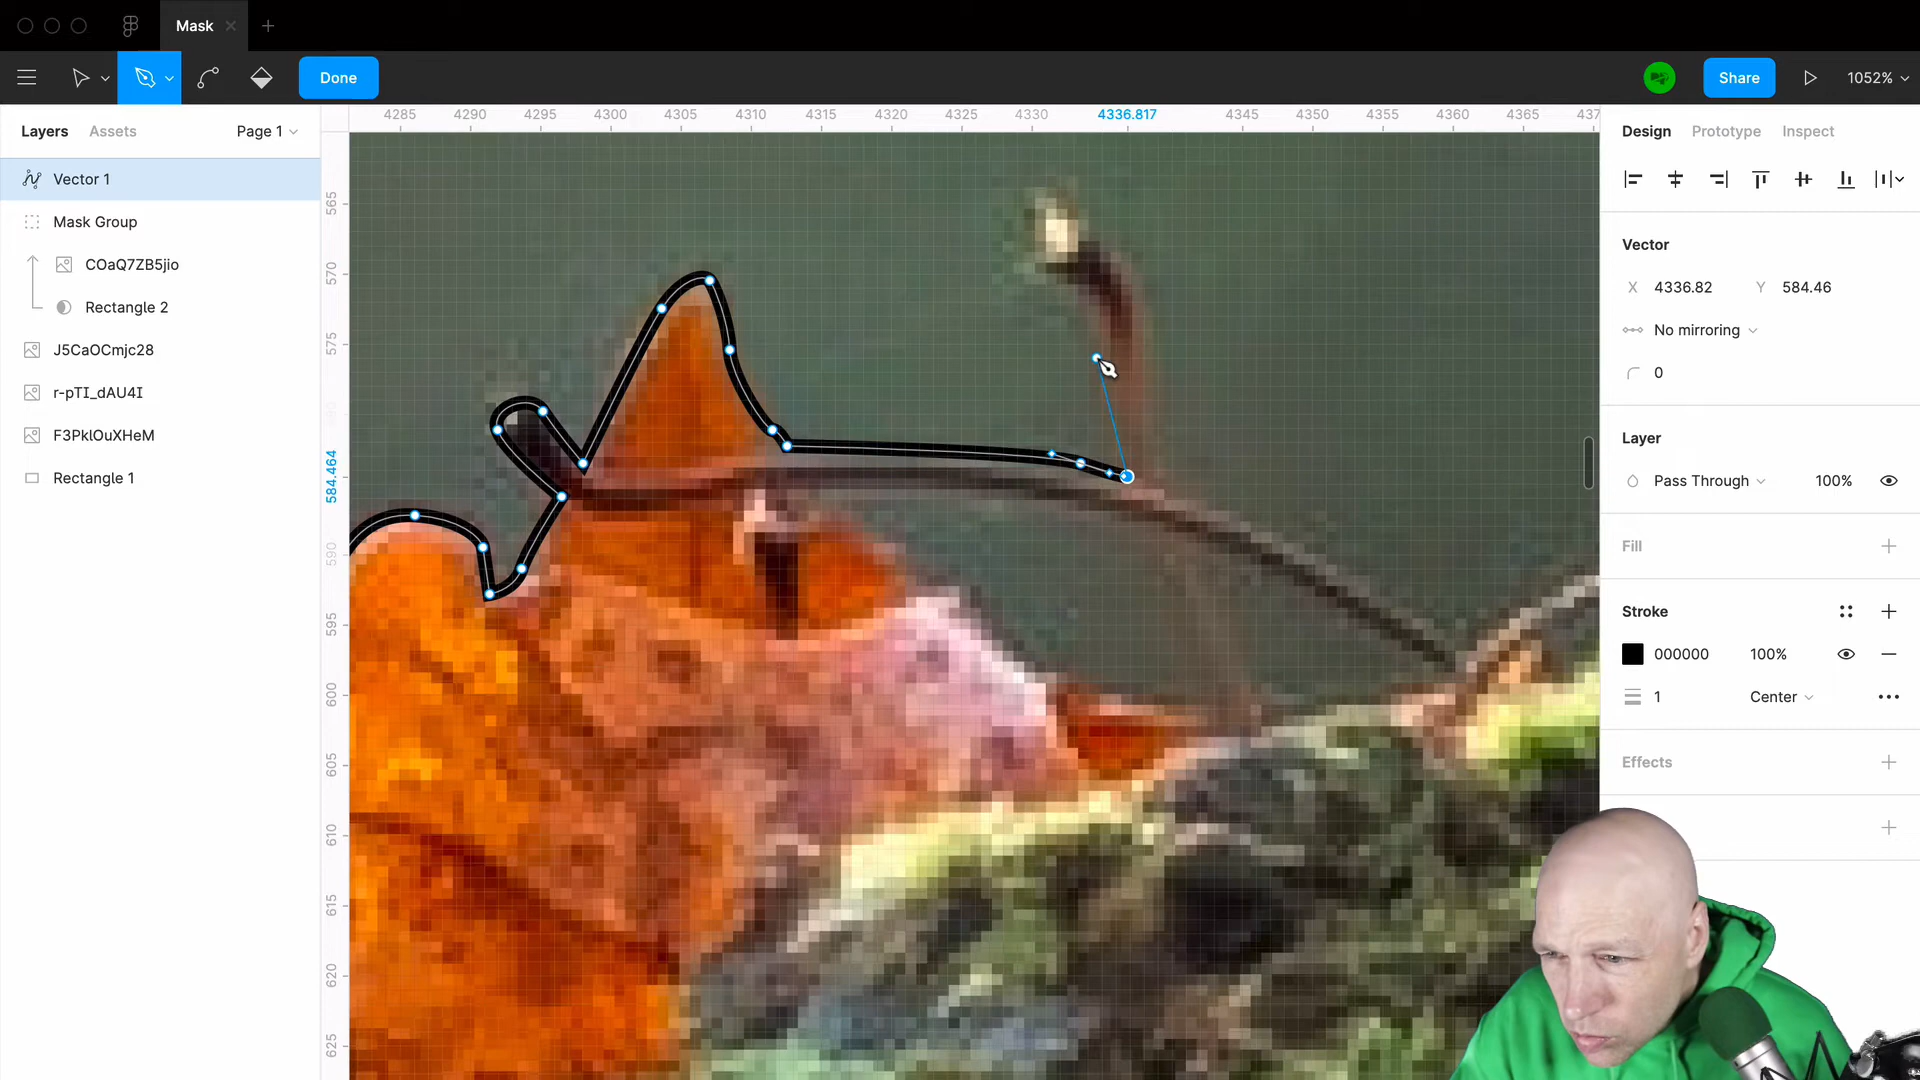 Mask
Done
Share
1052%
Layers
Assets
Page 1
4285
4290
4295
4300
4305
4310
4315
4320
4325
4330
4336.817
4345
4350
4355
4360
4365
437
Design
Prototype
Inspect
Vector 1
Mask Group
COaQ7ZB5jio
Rectangle 2
J5CaOCmjc28
r-pTI_dAU4I
F3PklOuXHeM
Rectangle 1
565
570
575
584.464
590
595
600
605
610
615
620
625
Vector
X 4336.82 Y 584.46
No mirroring
0
Layer
Pass Through 100%
Fill
Stroke
000000 100%
1 Center
Effects